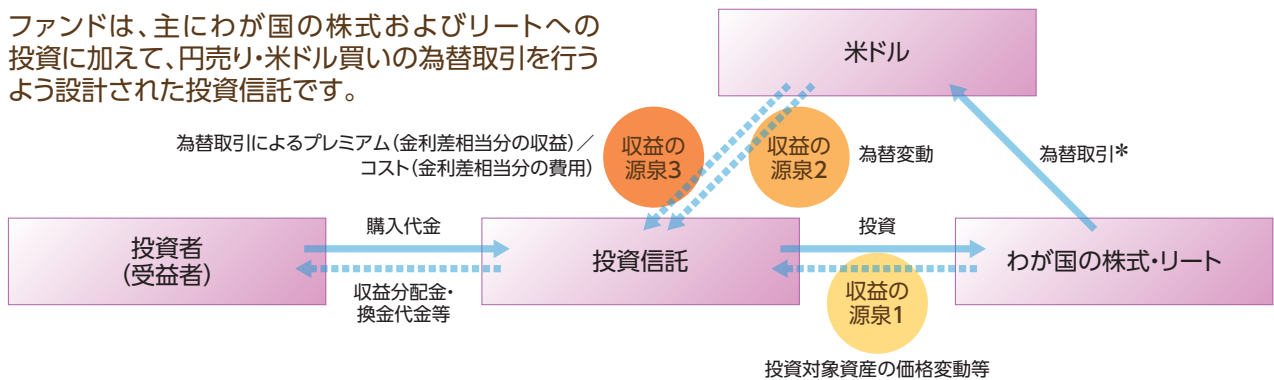 ファンドは、主にわが国の株式およびリートへの
投資に加えて、円売り・米ドル買いの為替取引を行う
よう設計された投資信託です。
米ドル
為替取引によるプレミアム(金利差相当分の収益)/
コスト(金利差相当分の費用)
収益の
源泉3
収益の
源泉2
為替変動
為替取引*
投資者
(受益者)
購入代金
収益分配金・
換金代金等
投資信託
投資
収益の
源泉1
投資対象資産の価格変動等
わが国の株式・リート